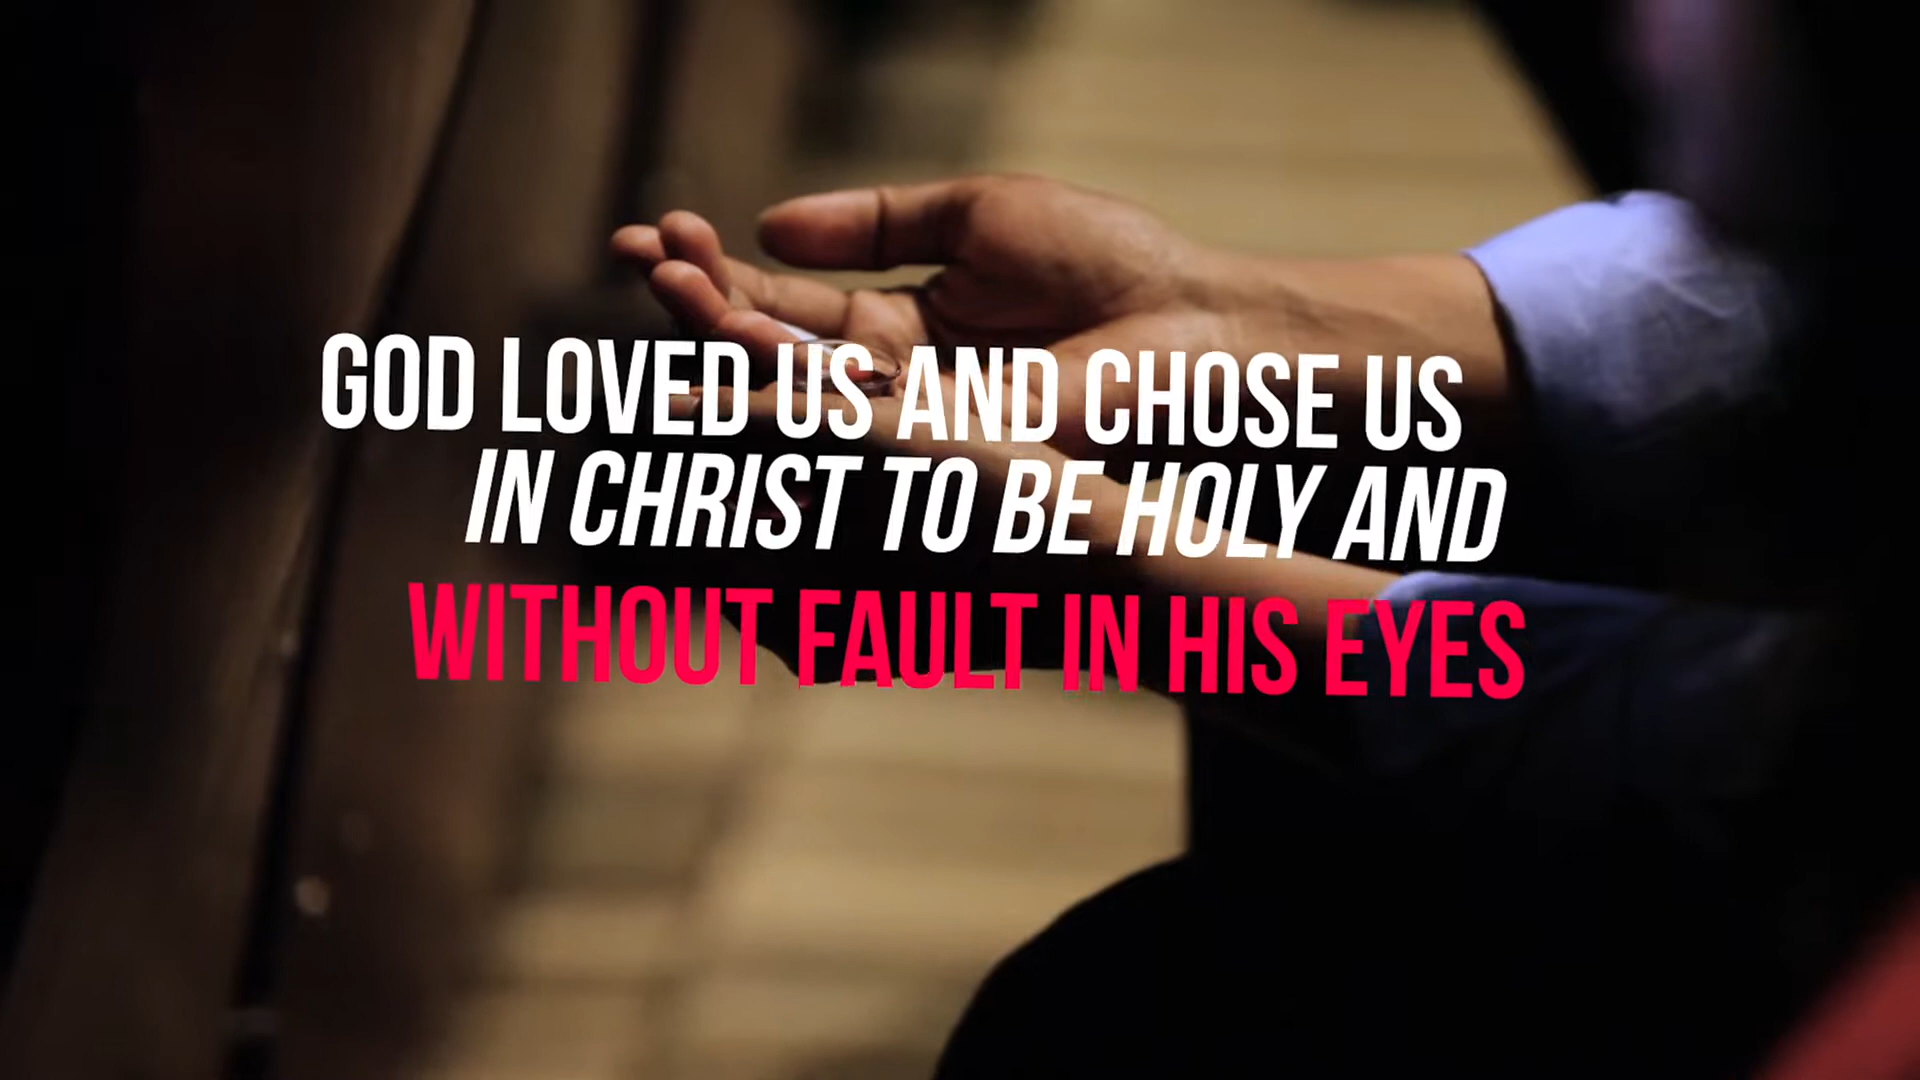 GOD LOVED US AND CHOSE US
IN CHRIST TO BE HOLY AND
WITHOUT FAULT IN HIS EYES